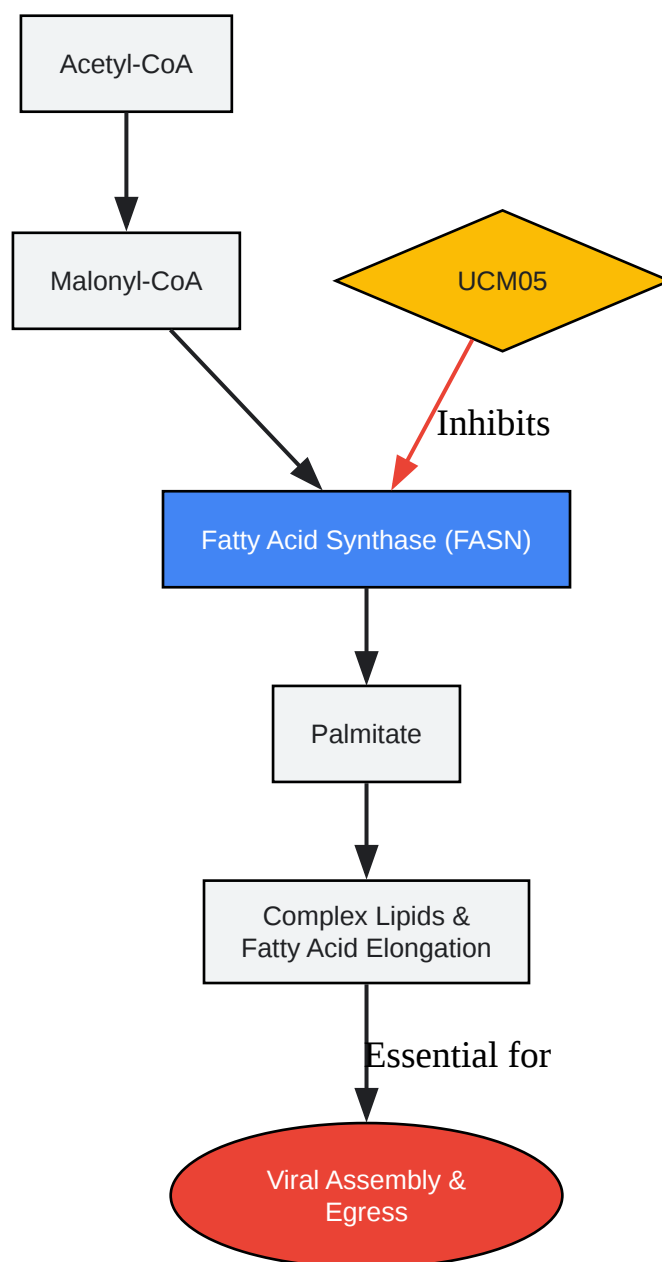 Acetyl-CoA
Malonyl-CoA
UCM05
Inhibits
Fatty Acid Synthase (FASN)
Palmitate
Complex Lipids &
Fatty Acid Elongation
Essential for
Viral Assembly &
Egress